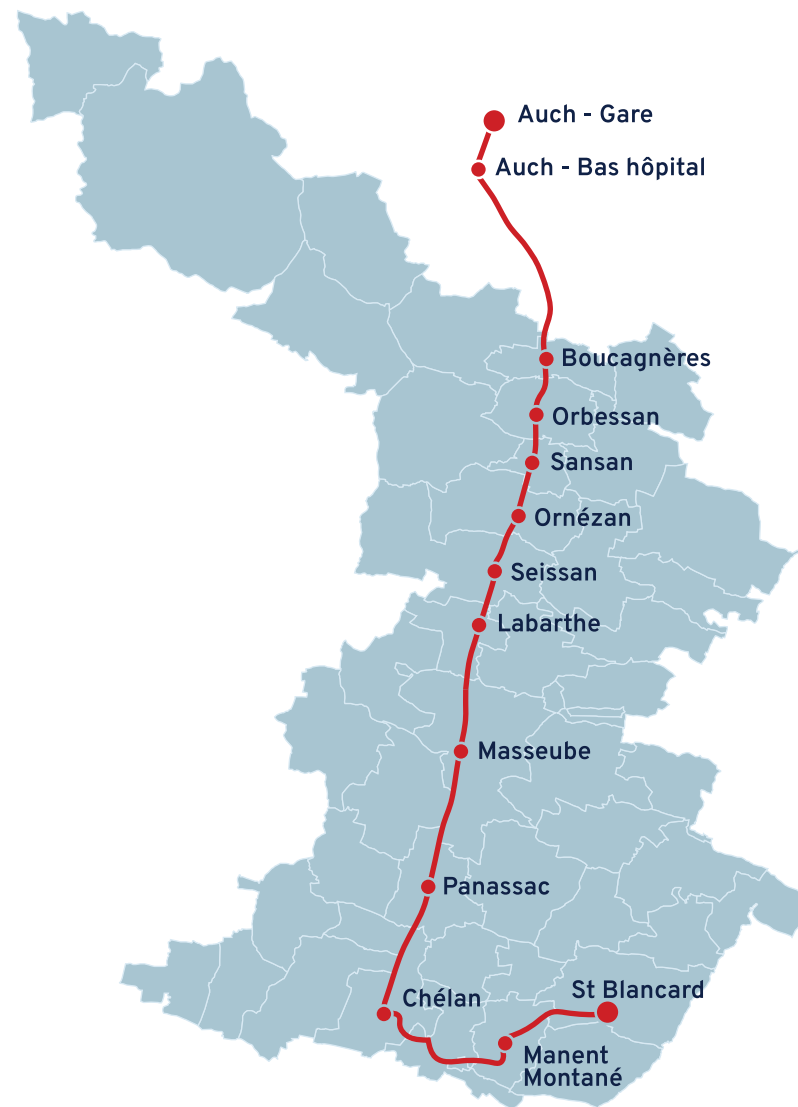 Auch - Gare
Auch - Bas hôpital
Boucagnères
Orbessan
Sansan
Ornézan
Seissan
Labarthe
Masseube
Panassac
Chélan
St Blancard
Manent
Montané